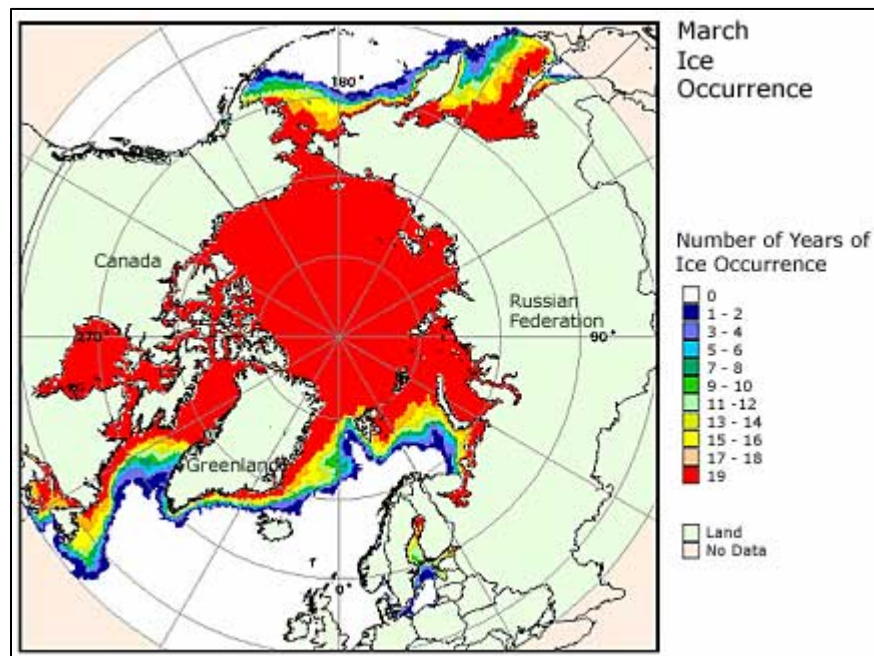 March
Ice
Occurrence
180°
Canada
Russian
Federation
270°
90°
Greenland
0°
Number of Years of
Ice Occurrence
0
1 - 2
3 - 4
5 - 6
7 - 8
9 - 10
11 -12
13 - 14
15 - 16
17 - 18
19
Land
No Data